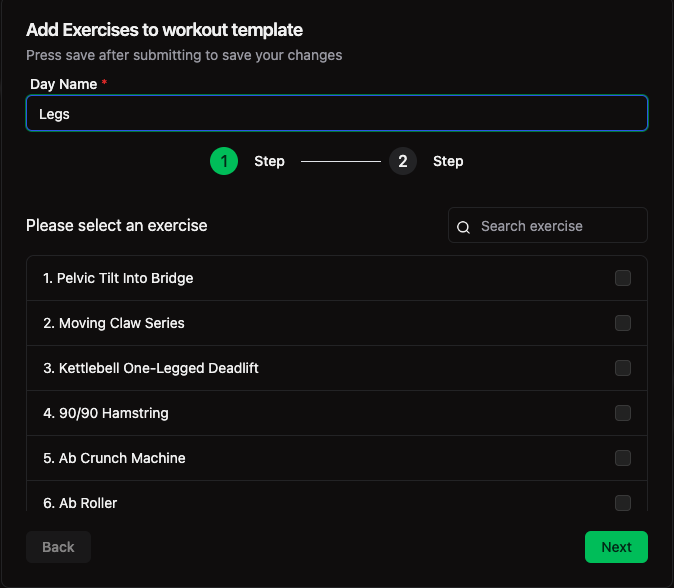 Add Exercises to workout template
Press save after submitting to save your changes
Day Name *
Legs
1 Step 2 Step
Please select an exercise
Search exercise
1. Pelvic Tilt Into Bridge
2. Moving Claw Series
3. Kettlebell One-Legged Deadlift
4. 90/90 Hamstring
5. Ab Crunch Machine
6. Ab Roller
Back
Next